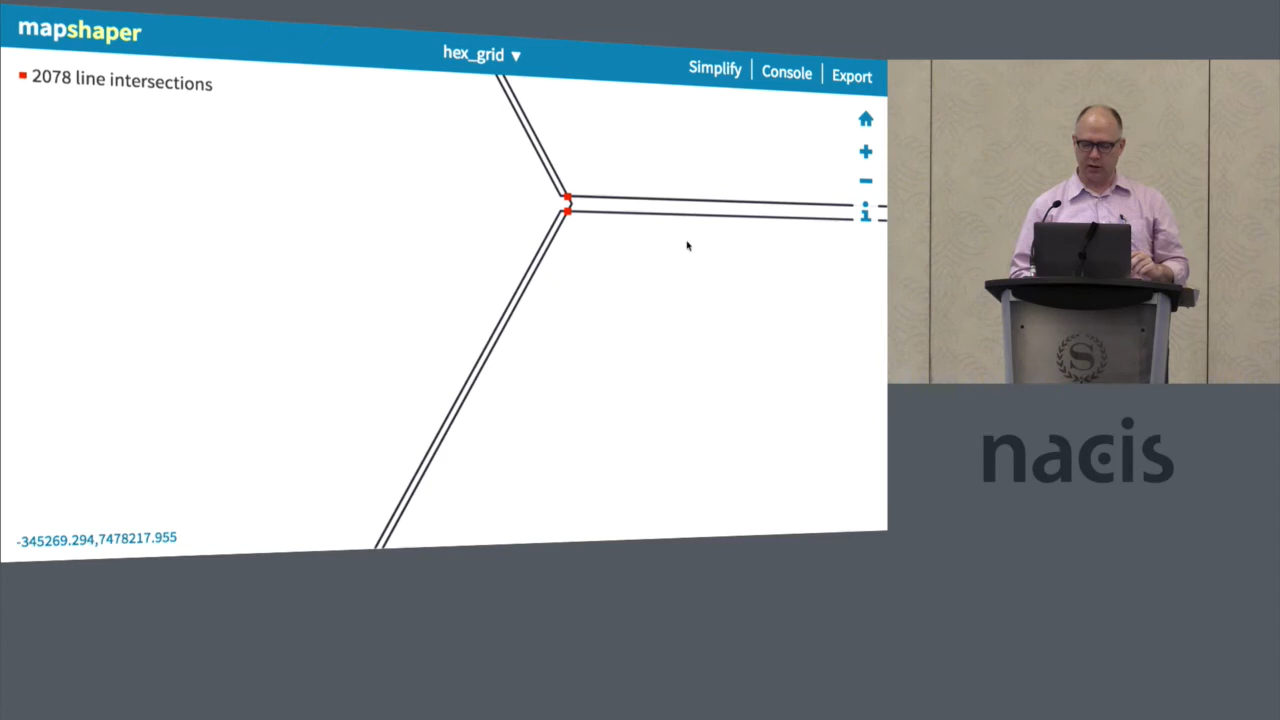 mapshaper
hex_grid ▼
Simplify | Console | Export
2078 line intersections
-345269.294,7478217.955
S
nacis